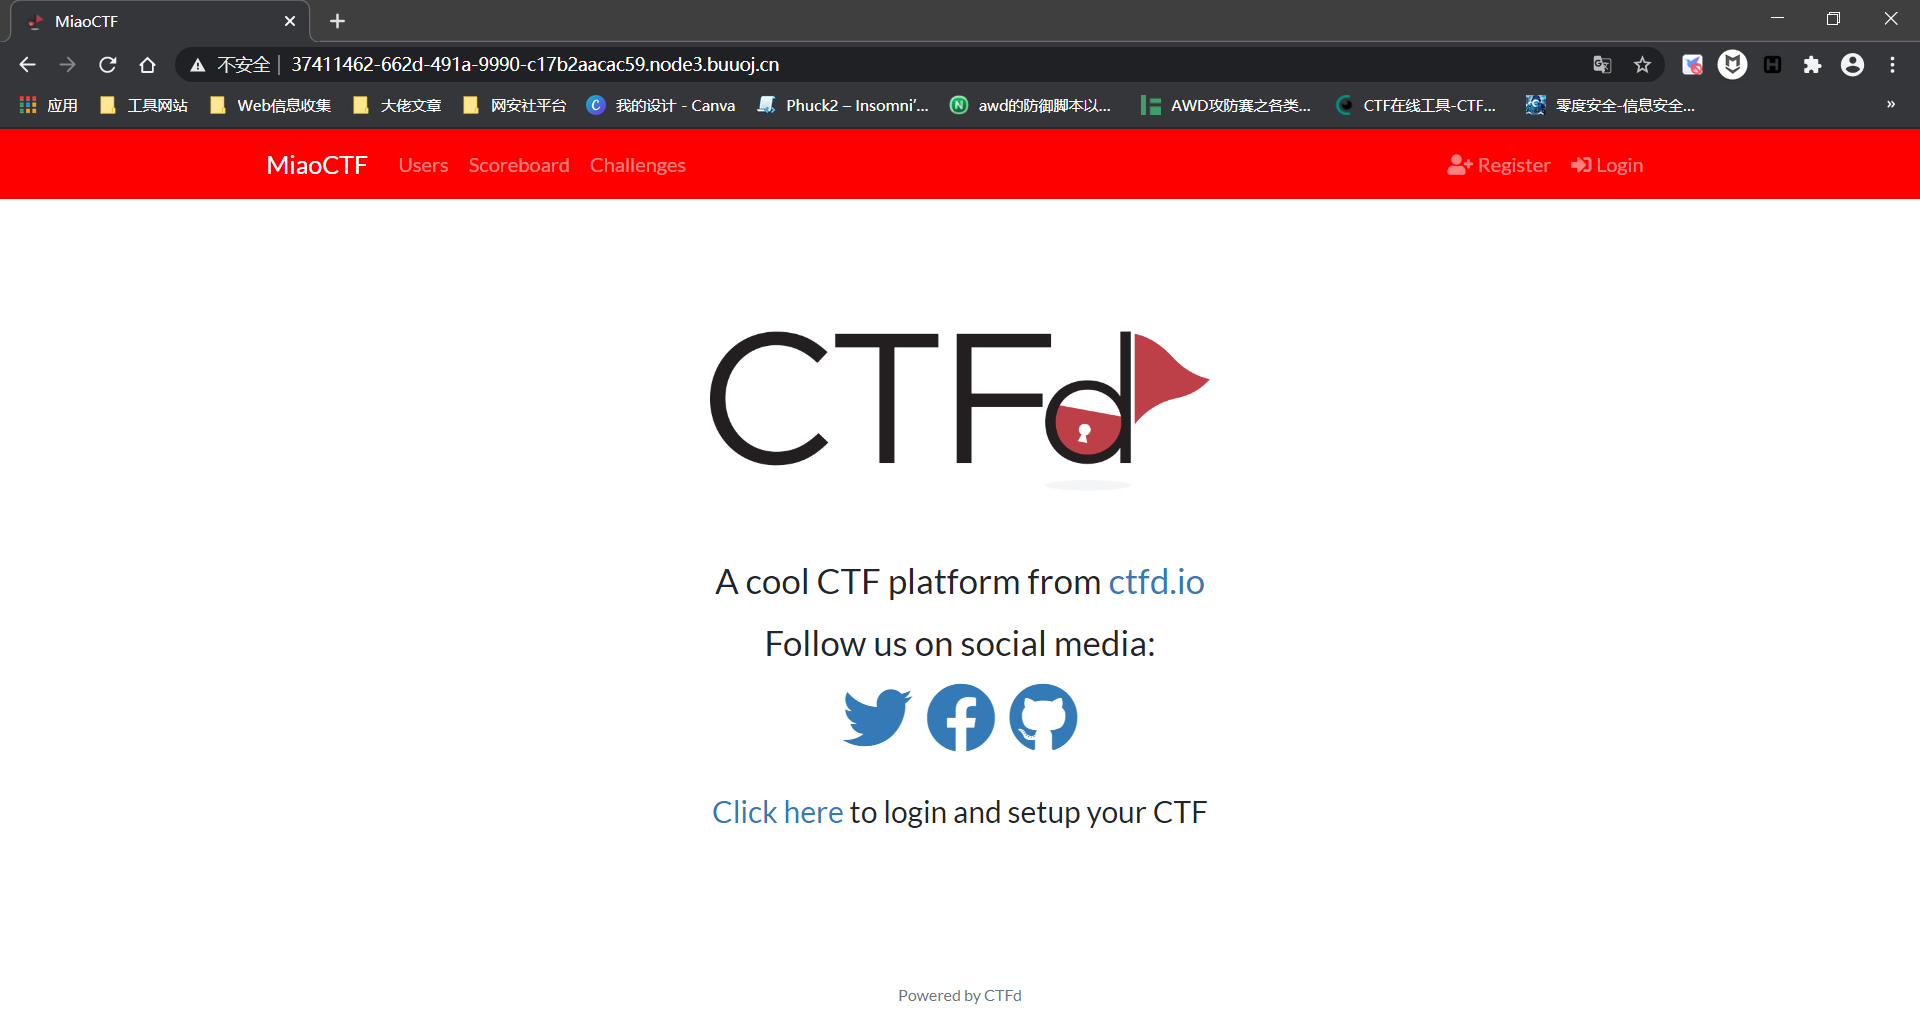 MiaoCTF
不安全 37411462-662d-491a-9990-c17b2aacac59.node3.buuoj.cn
应用 工具网站 Web信息收集 大佬文章 网安社平台 我的设计 - Canva Phuck2 – Insomni'... awd的防御脚本以... AWD攻防赛之各类... CTF在线工具-CTF... 零度安全-信息安全... »
MiaoCTF Users Scoreboard Challenges Register Login
CTFd
A cool CTF platform from ctfd.io
Follow us on social media:
Click here to login and setup your CTF
Powered by CTFd